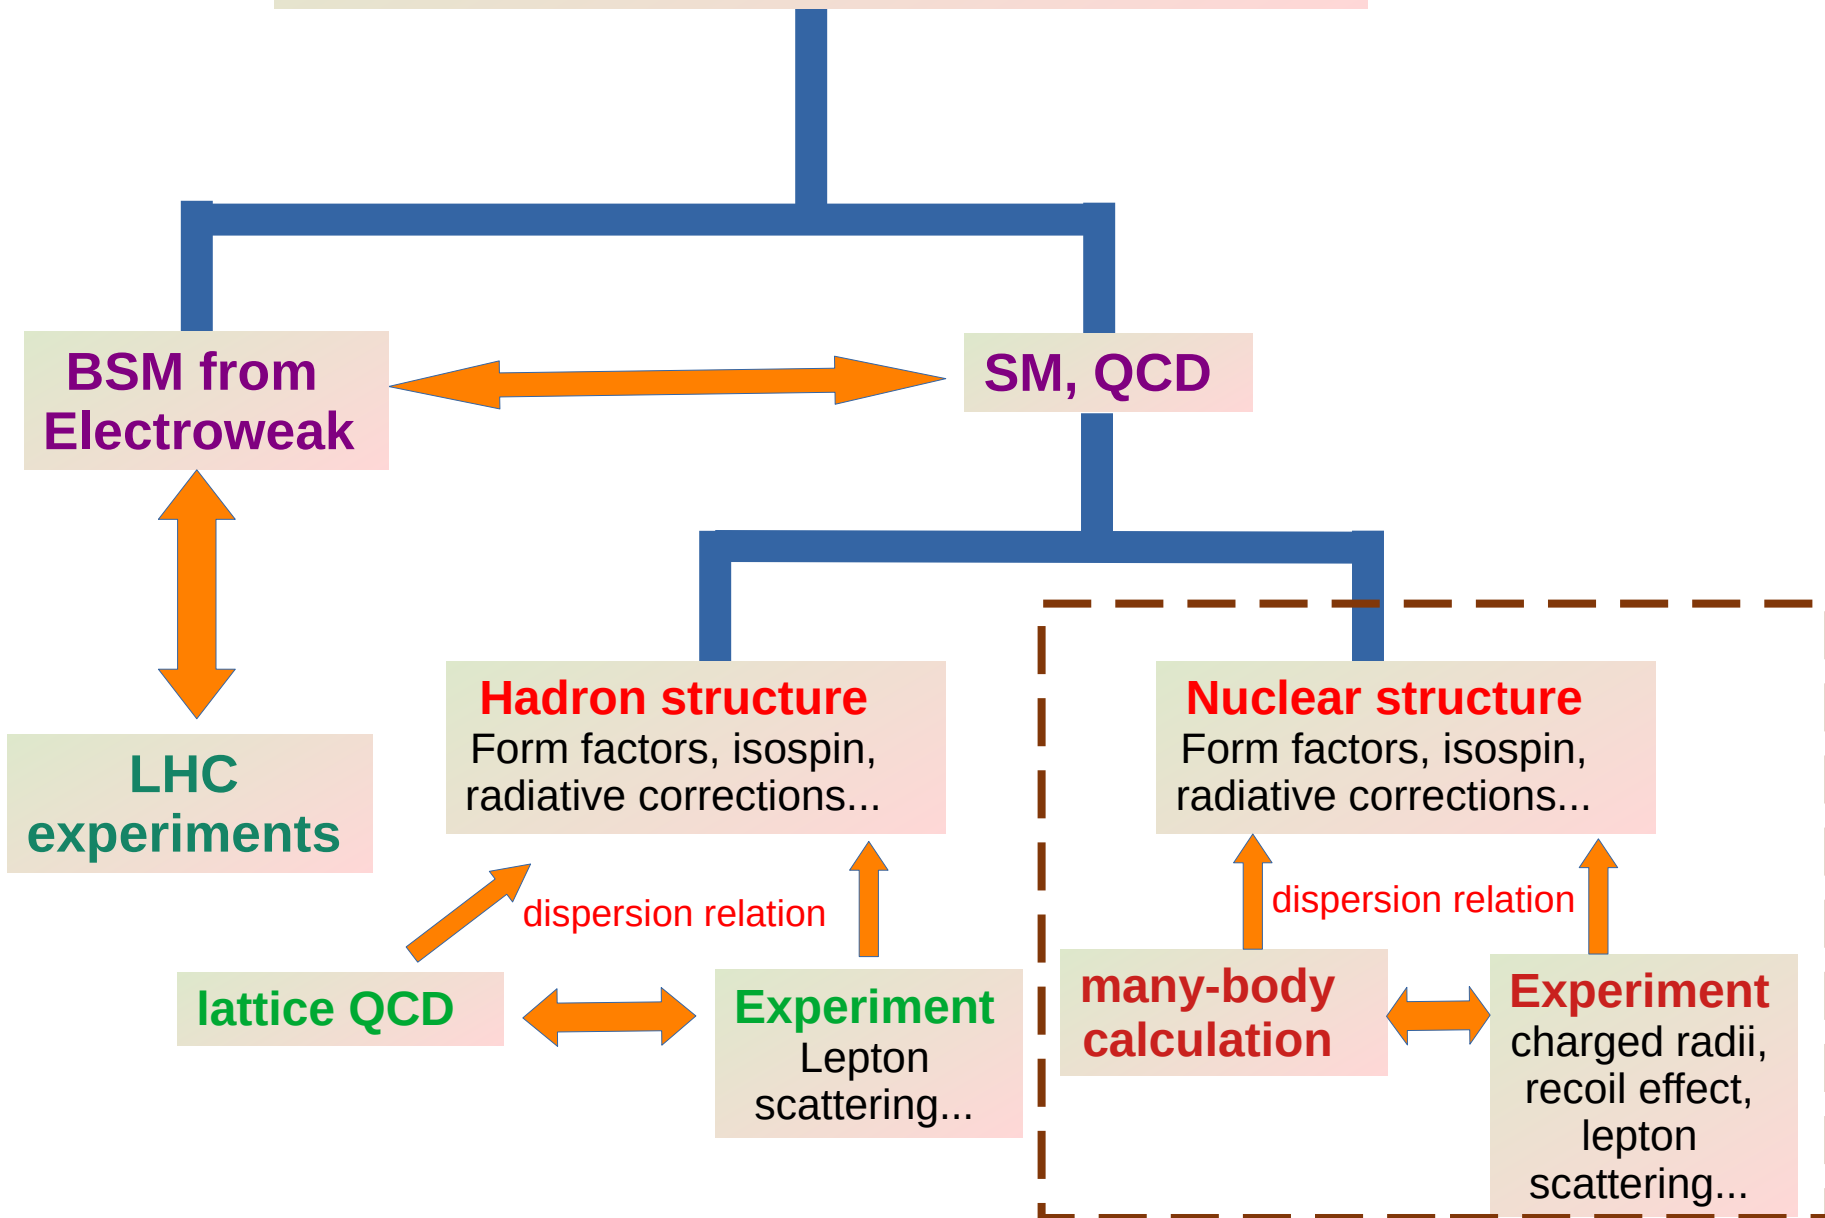 BSM from
Electroweak
SM, QCD
LHC
experiments
Hadron structure
Form factors, isospin,
radiative corrections...
Nuclear structure
Form factors, isospin,
radiative corrections...
dispersion relation
dispersion relation
lattice QCD
Experiment
Lepton
scattering...
many-body
calculation
Experiment
charged radii,
recoil effect,
lepton
scattering...